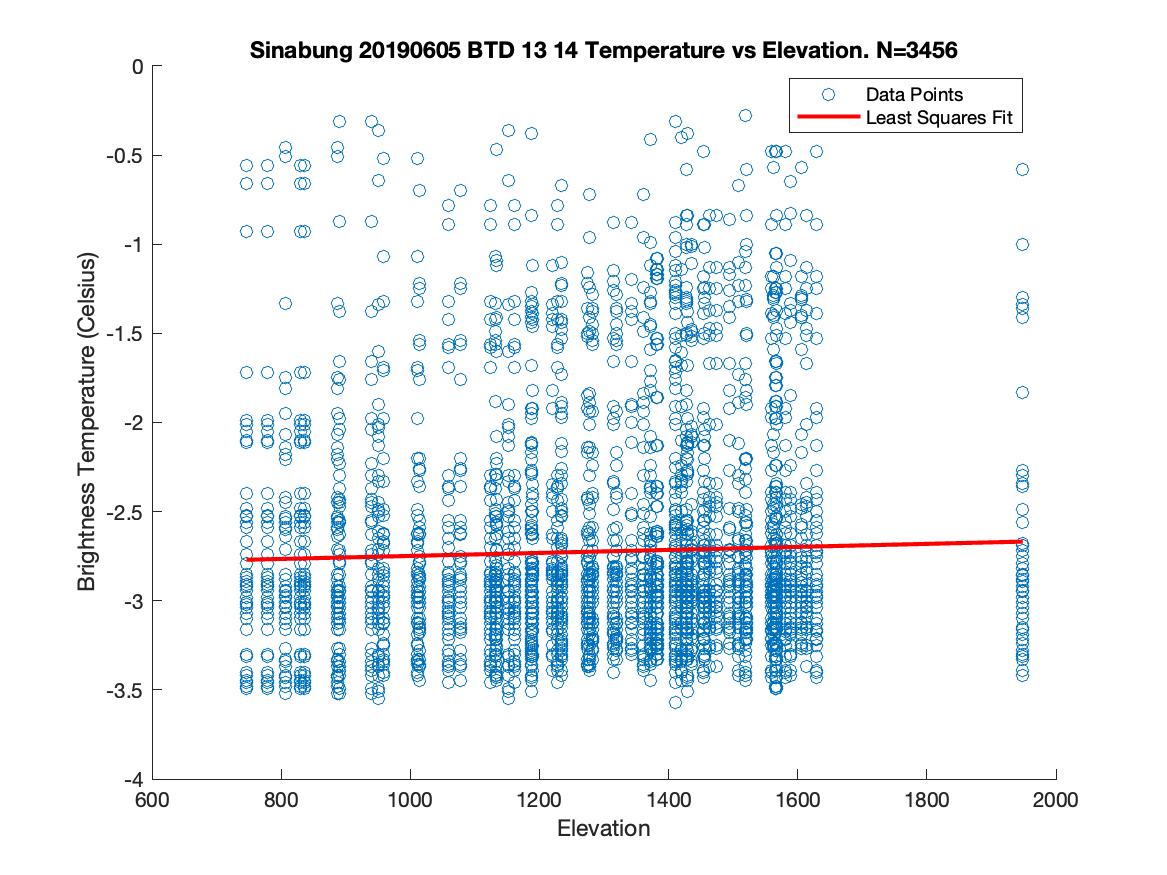 Sinabung 20190605 BTD 13 14 Temperature vs Elevation. N=3456
Data Points
Least Squares Fit
0
-0.5
-1
-1.5
-2
-2.5
-3
-3.5
-4
Brightness Temperature (Celsius)
600 800 1000 1200 1400 1600 1800 2000
Elevation